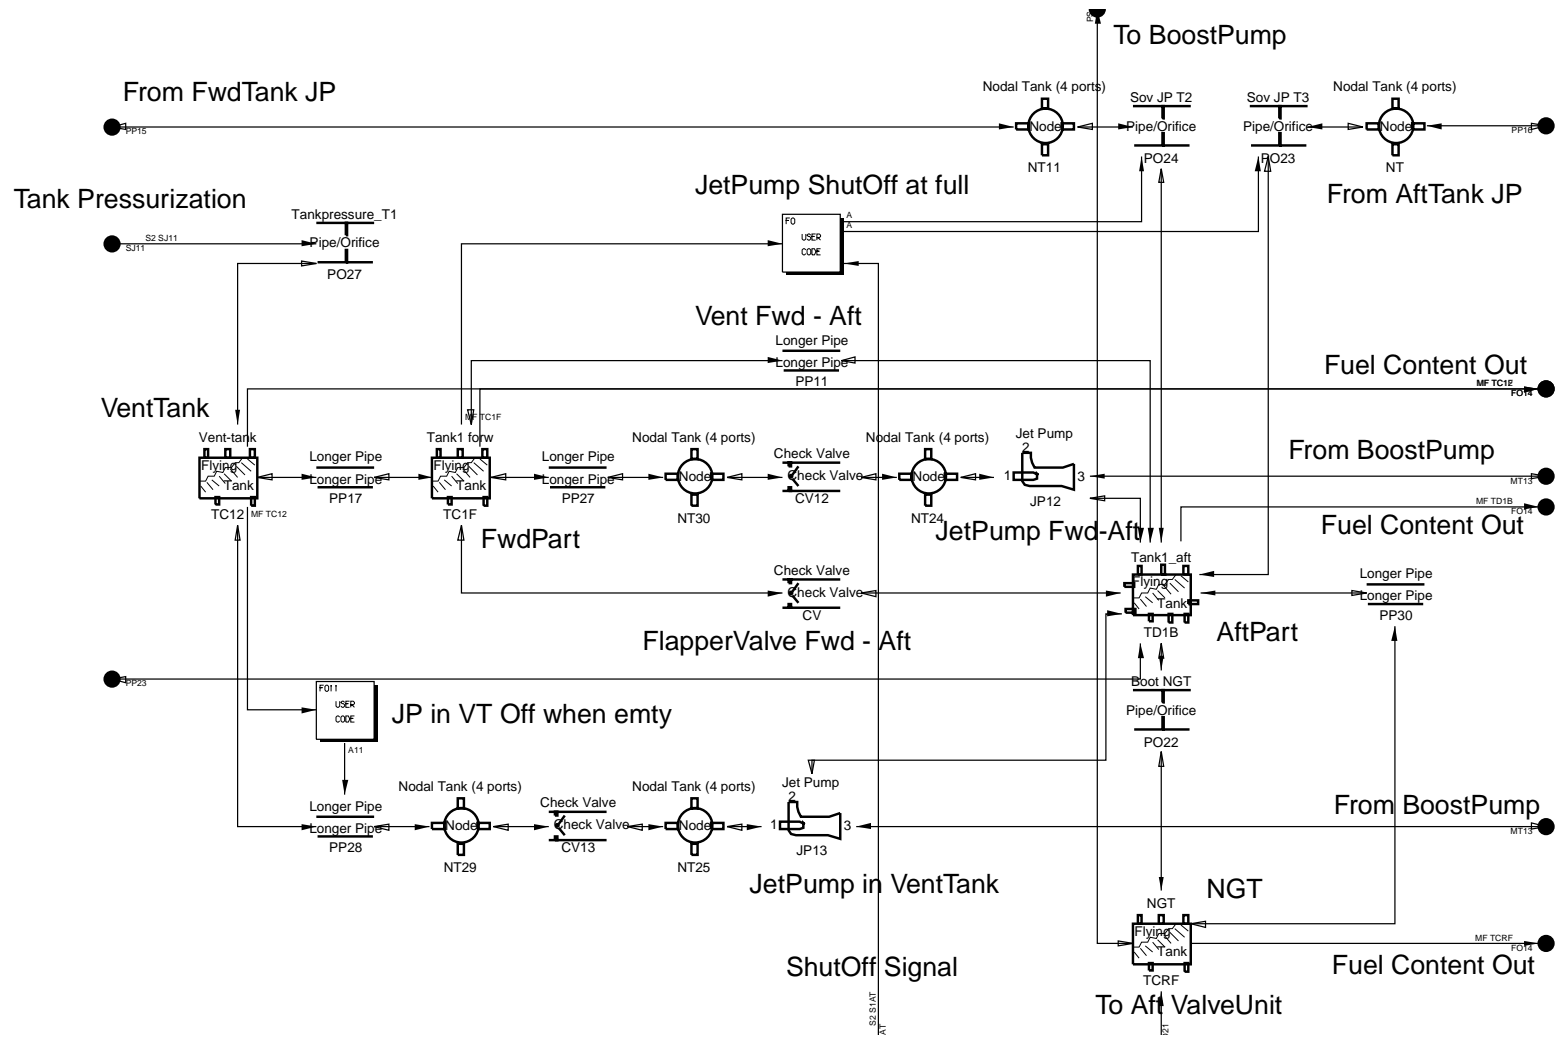 To BoostPump
From FwdTank JP
Nodal Tank (4 ports)
Sov JP T2
Sov JP T3
Nodal Tank (4 ports)
PP15
Node
Pipe/Orifice
Pipe/Orifice
Node
PP16
NT11
PO24
PO23
NT
JetPump ShutOff at full
From AftTank JP
Tank Pressurization
Tankpressure_T1
S2 SJ11
SJ11
Pipe/Orifice
PO27
FO
USER
CODE
A
A
Vent Fwd - Aft
Longer Pipe
Longer Pipe
PP11
Fuel Content Out
MF TC12
FO14
VentTank
MF TC1F
Vent-tank
Tank1 forw
Longer Pipe
Longer Pipe
Nodal Tank (4 ports)
Check Valve
Nodal Tank (4 ports)
Jet Pump
From BoostPump
Flying
Tank
Longer Pipe
Flying
Tank
Longer Pipe
Node
Check Valve
Node
1
2
3
MT13
TC12
MF TC12
PP17
TC1F
PP27
NT30
CV12
NT24
JP12
MF TD1B
FO14
FwdPart
JetPump Fwd-Aft
Fuel Content Out
Check Valve
Check Valve
CV
Tank1_aft
Flying
Tank
TD1B
Longer Pipe
Longer Pipe
PP30
FlapperValve Fwd - Aft
AftPart
PP23
FO11
USER
CODE
A11
JP in VT Off when emty
Boot NGT
Pipe/Orifice
PO22
Longer Pipe
Nodal Tank (4 ports)
Check Valve
Nodal Tank (4 ports)
Jet Pump
From BoostPump
Longer Pipe
Node
Check Valve
Node
1
2
3
MT13
PP28
NT29
CV13
NT25
JP13
JetPump in VentTank
NGT
NGT
Flying
Tank
TCRF
MF TCRF
FO14
ShutOff Signal
Fuel Content Out
S2 S1AT
To Aft ValveUnit